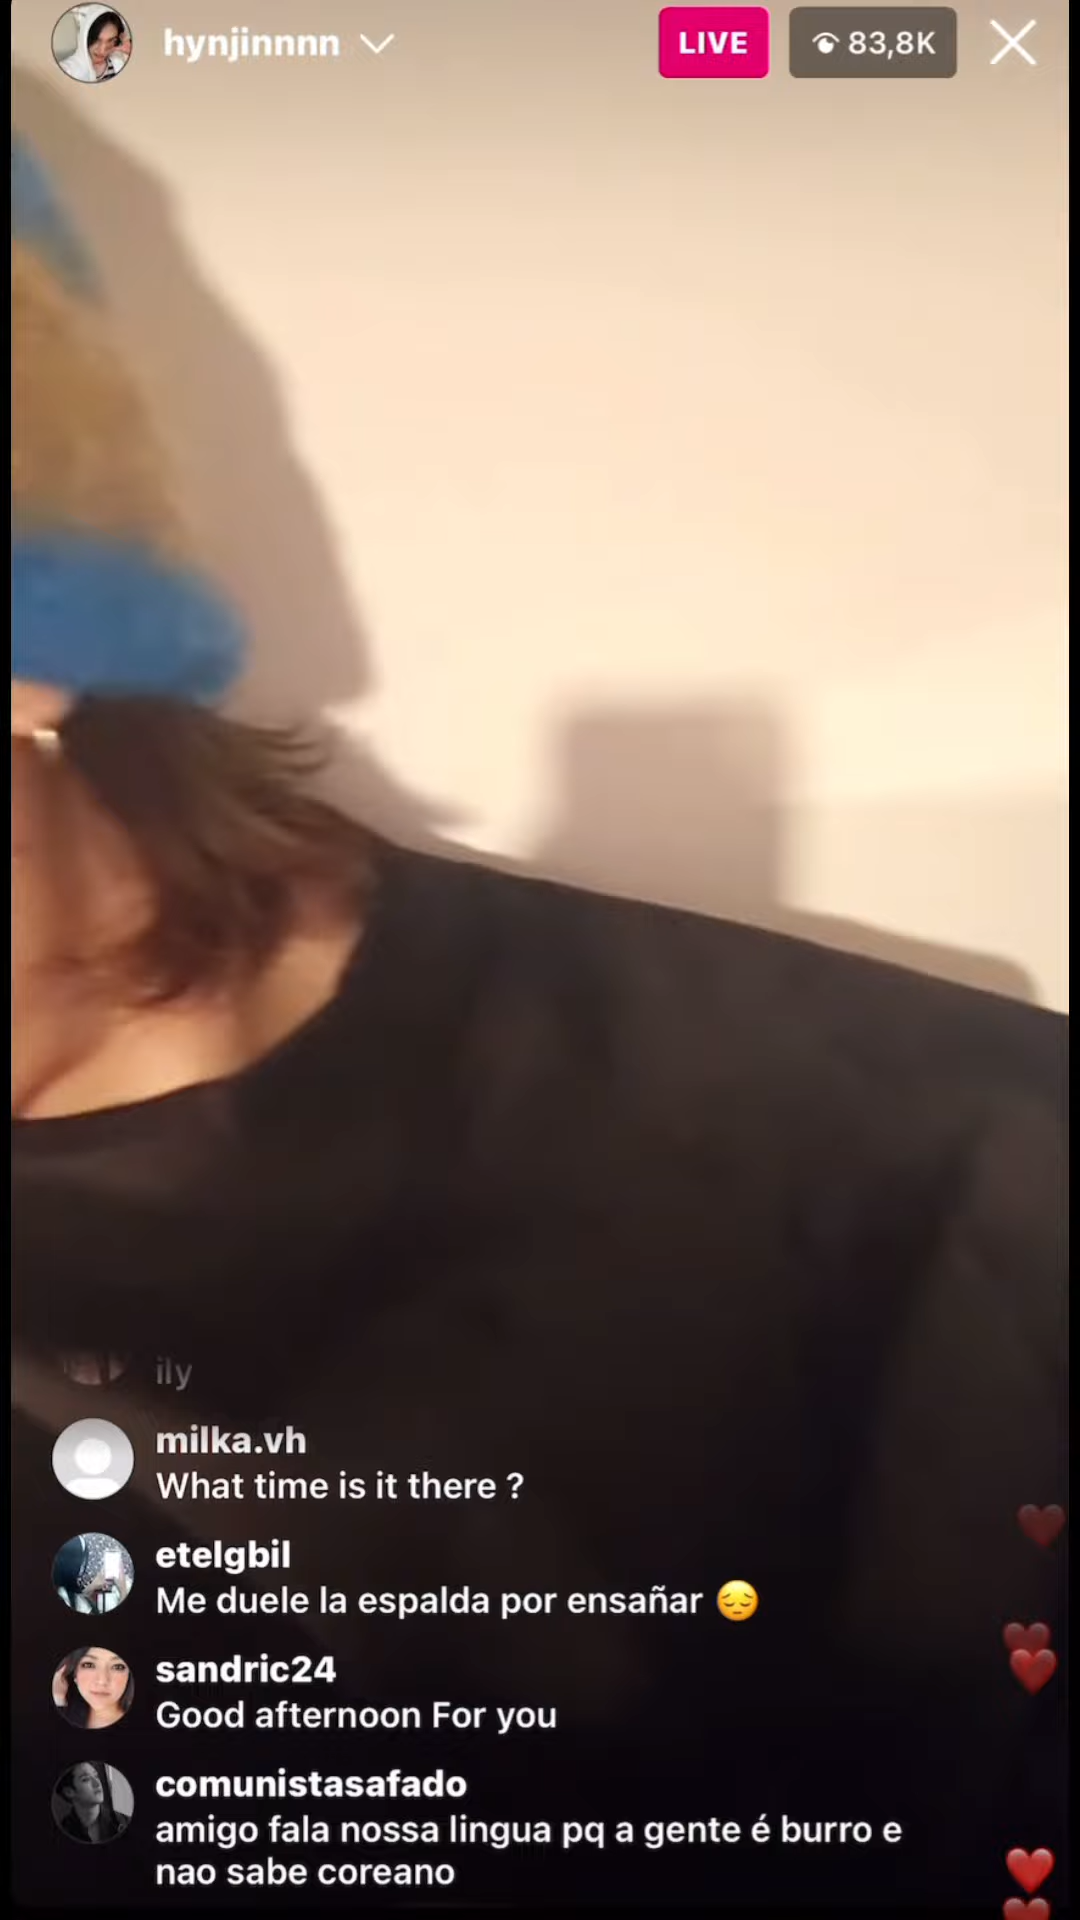 hynjinnnn
LIVE
83,8K
ily
milka.vh
What time is it there ?
etelgbil
Me duele la espalda por ensañar 😔
sandric24
Good afternoon For you
comunistasafado
amigo fala nossa lingua pq a gente é burro e
nao sabe coreano